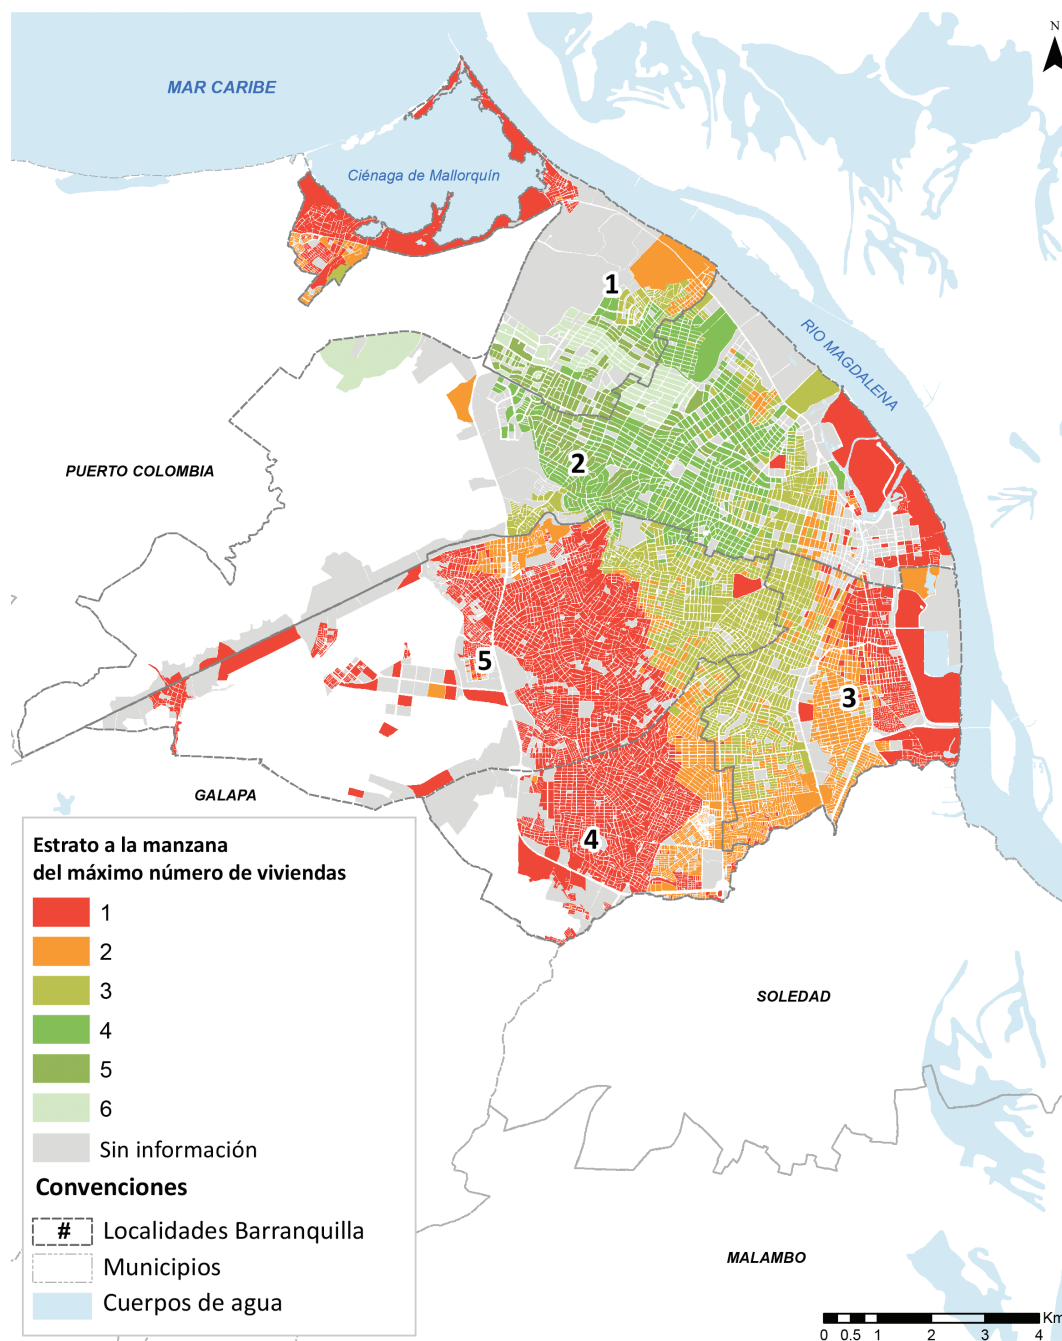 N
MAR CARIBE
Ciénaga de Mallorquín
1
RIO MAGDALENA
2
PUERTO COLOMBIA
5
3
GALAPA
4
Estrato a la manzana
del máximo número de viviendas
1
2
3
4
5
6
Sin información
Convenciones
# Localidades Barranquilla
Municipios
Cuerpos de agua
SOLEDAD
MALAMBO
Km
0 0.5 1 2 3 4